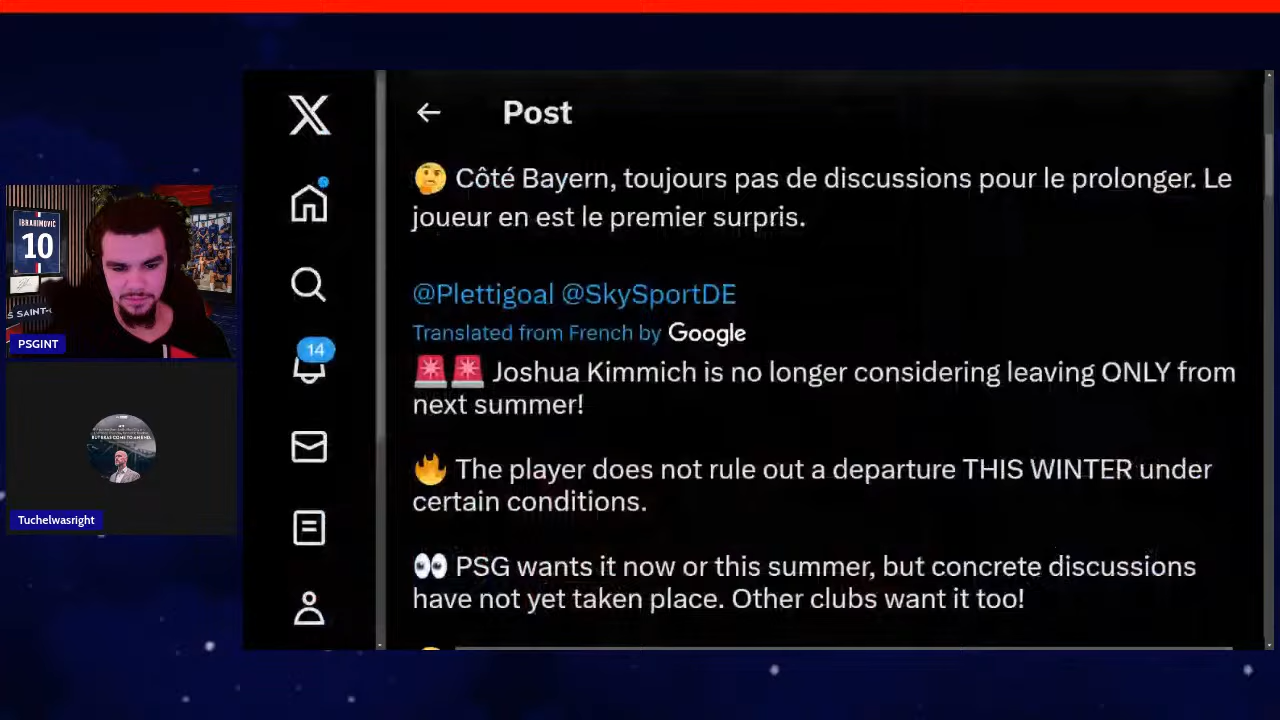 Post
🤔 Côté Bayern, toujours pas de discussions pour le prolonger. Le
joueur en est le premier surpris.
@Plettigoal @SkySportDE
Translated from French by Google
🚨🚨 Joshua Kimmich is no longer considering leaving ONLY from
next summer!
🔥 The player does not rule out a departure THIS WINTER under
certain conditions.
👀 PSG wants it now or this summer, but concrete discussions
have not yet taken place. Other clubs want it too!
14
IBRAHIMOVIC
10
PSGINT
Tuchelwasright